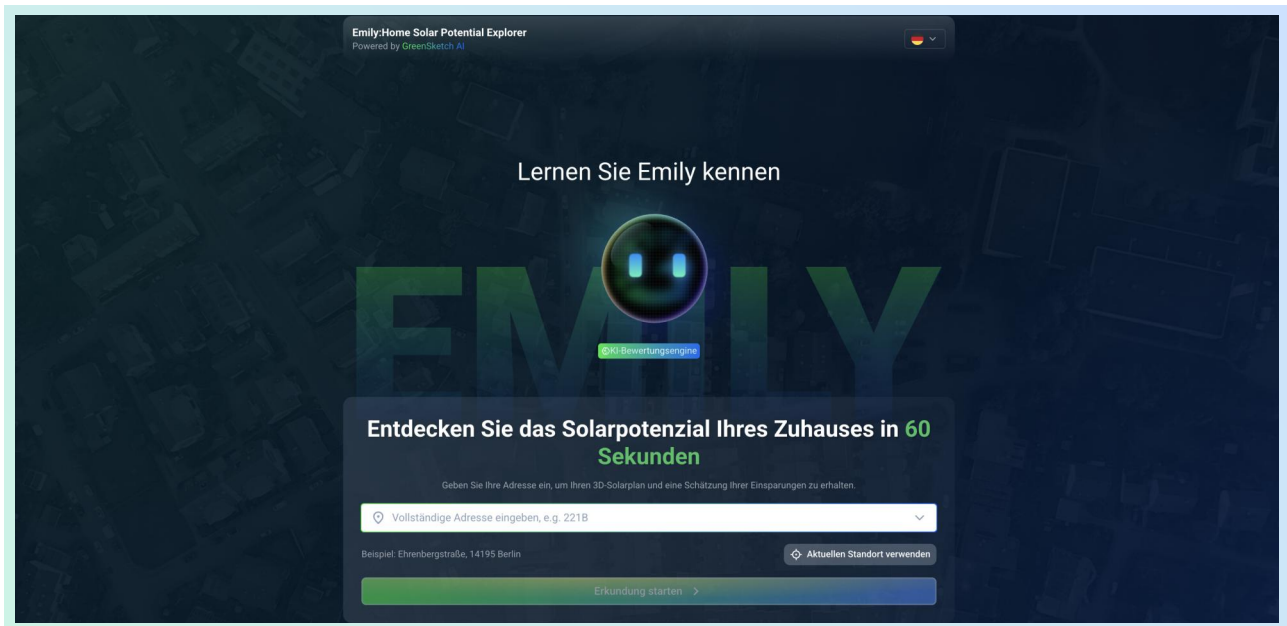 Emily:Home Solar Potential Explorer
Powered by GreenSketch AI
Lernen Sie Emily kennen
EMILY
KI-Bewertungsengine
Entdecken Sie das Solarpotenzial Ihres Zuhauses in 60
Sekunden
Geben Sie Ihre Adresse ein, um Ihren 3D-Solarplan und eine Schätzung Ihrer Einsparungen zu erhalten.
Vollständige Adresse eingeben, e.g. 221B
Beispiel: Ehrenbergstraße, 14195 Berlin
Aktuellen Standort verwenden
Erkundung starten